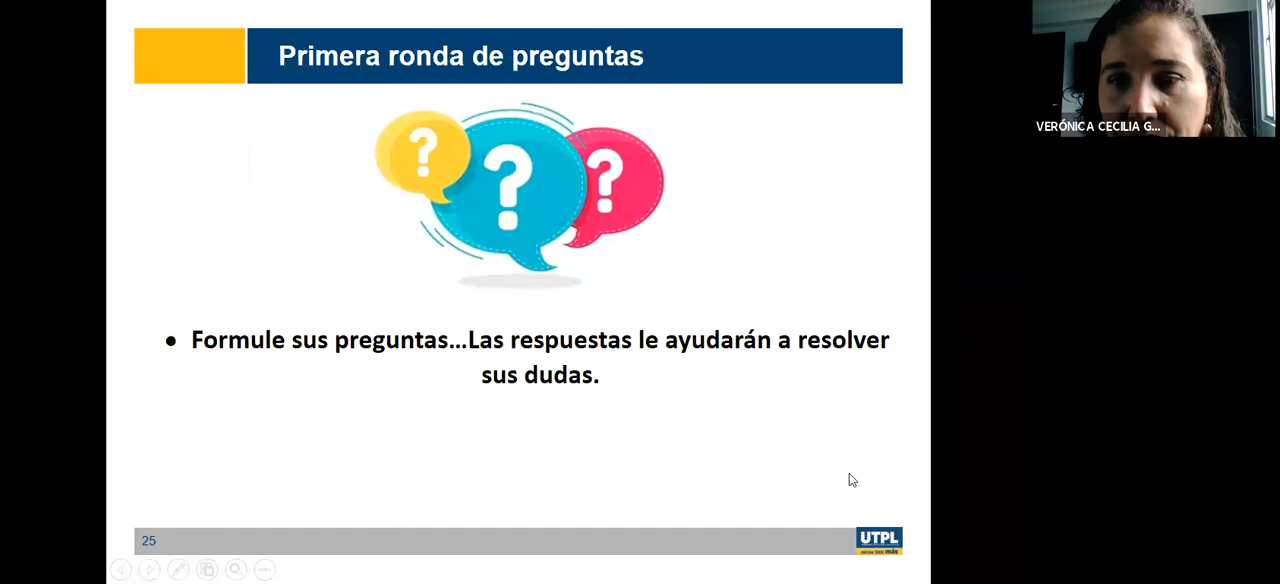 Primera ronda de preguntas
? ? ?
VERÓNICA CECILIA G...
• Formule sus preguntas...Las respuestas le ayudarán a resolver
sus dudas.
25
UTPL